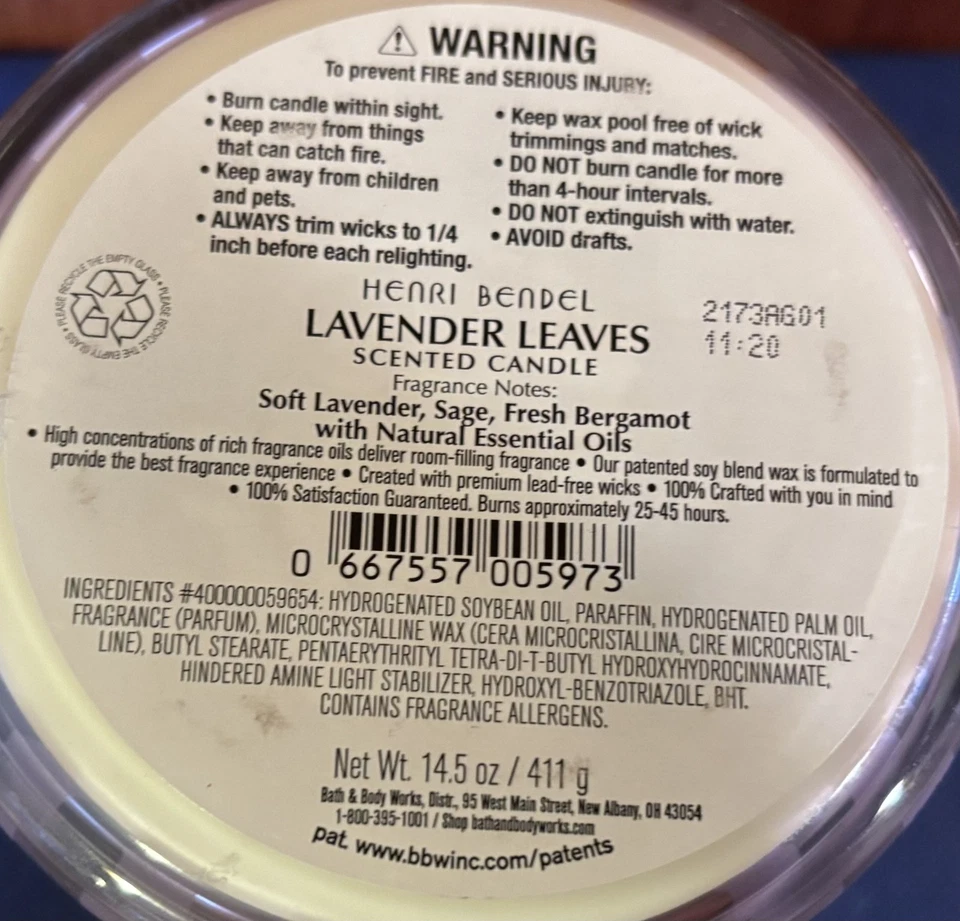 WARNING
To prevent FIRE and SERIOUS INJURY:
• Burn candle within sight.
• Keep away from things
that can catch fire.
• Keep away from children
and pets.
• ALWAYS trim wicks to 1/4
inch before each relighting.
• Keep wax pool free of wick
trimmings and matches.
• DO NOT burn candle for more
than 4-hour intervals.
• DO NOT extinguish with water.
• AVOID drafts.
PLEASE RECYCLE THE EMPTY GLASS • PLEASE RECYCLE THE EMPTY GLASS •
HENRI BENDEL
LAVENDER LEAVES
SCENTED CANDLE
2173AG01
11:20
Fragrance Notes:
Soft Lavender, Sage, Fresh Bergamot
with Natural Essential Oils
• High concentrations of rich fragrance oils deliver room-filling fragrance • Our patented soy blend wax is formulated to
provide the best fragrance experience • Created with premium lead-free wicks • 100% Crafted with you in mind
• 100% Satisfaction Guaranteed. Burns approximately 25-45 hours.
0 667557 005973
INGREDIENTS #400000059654: HYDROGENATED SOYBEAN OIL, PARAFFIN, HYDROGENATED PALM OIL,
FRAGRANCE (PARFUM), MICROCRYSTALLINE WAX (CERA MICROCRISTALLINA, CIRE MICROCRISTAL-
LINE), BUTYL STEARATE, PENTAERYTHRITYL TETRA-DI-T-BUTYL HYDROXYHYDROCINNAMATE,
HINDERED AMINE LIGHT STABILIZER, HYDROXYL-BENZOTRIAZOLE, BHT.
CONTAINS FRAGRANCE ALLERGENS.
Net Wt. 14.5 oz / 411 g
Bath & Body Works, Distr., 95 West Main Street, New Albany, OH 43054
1-800-395-1001 / Shop bathandbodyworks.com
pat. www.bbwinc.com/patents